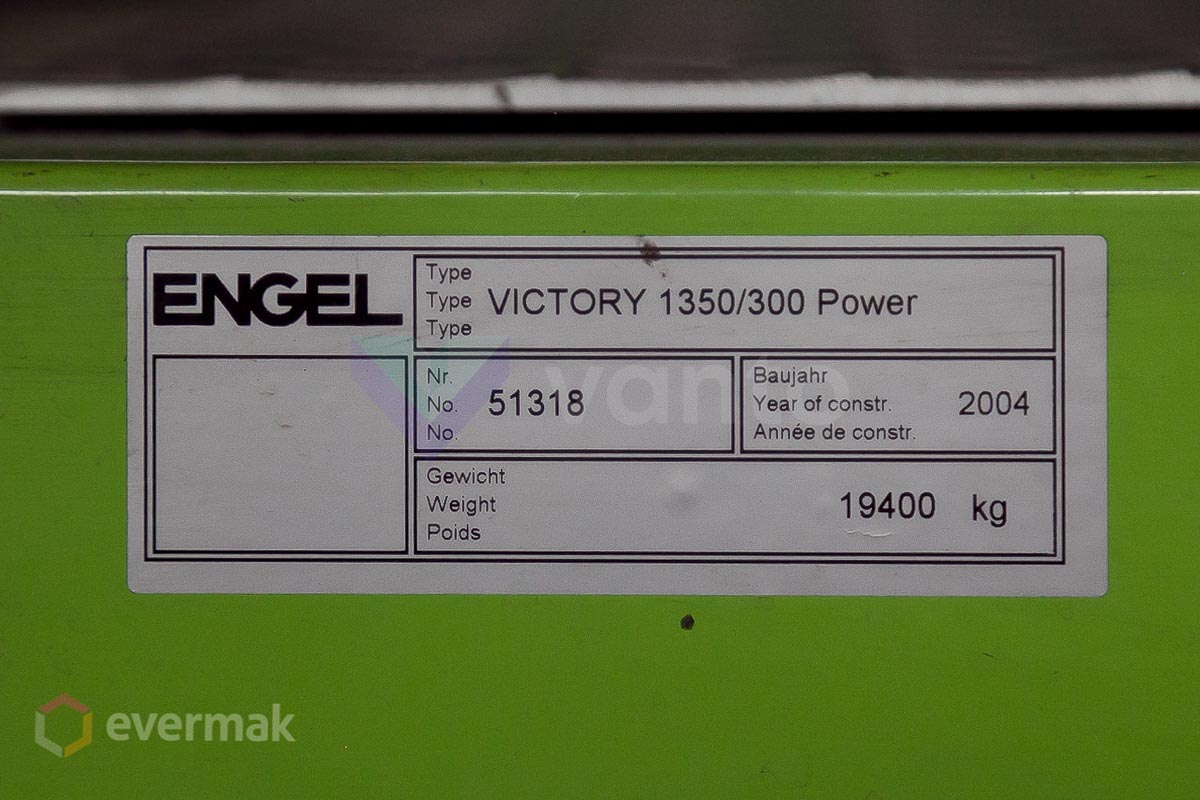 ENGEL
Type
Type VICTORY 1350/300 Power
Type
Nr.
No. 51318
No.
vanto
Baujahr
Year of constr. 2004
Année de constr.
Gewicht
Weight 19400 kg
Poids
evermak